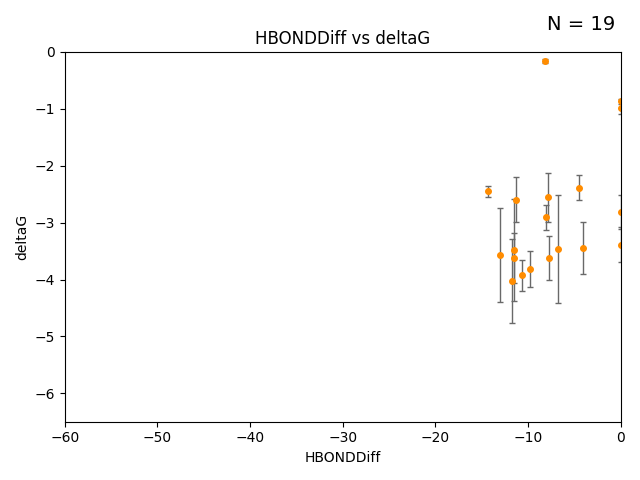 N = 19
HBONDDiff vs deltaG
deltaG
0
−1
−2
−3
−4
−5
−6
−60 −50 −40 −30 −20 −10 0
HBONDDiff